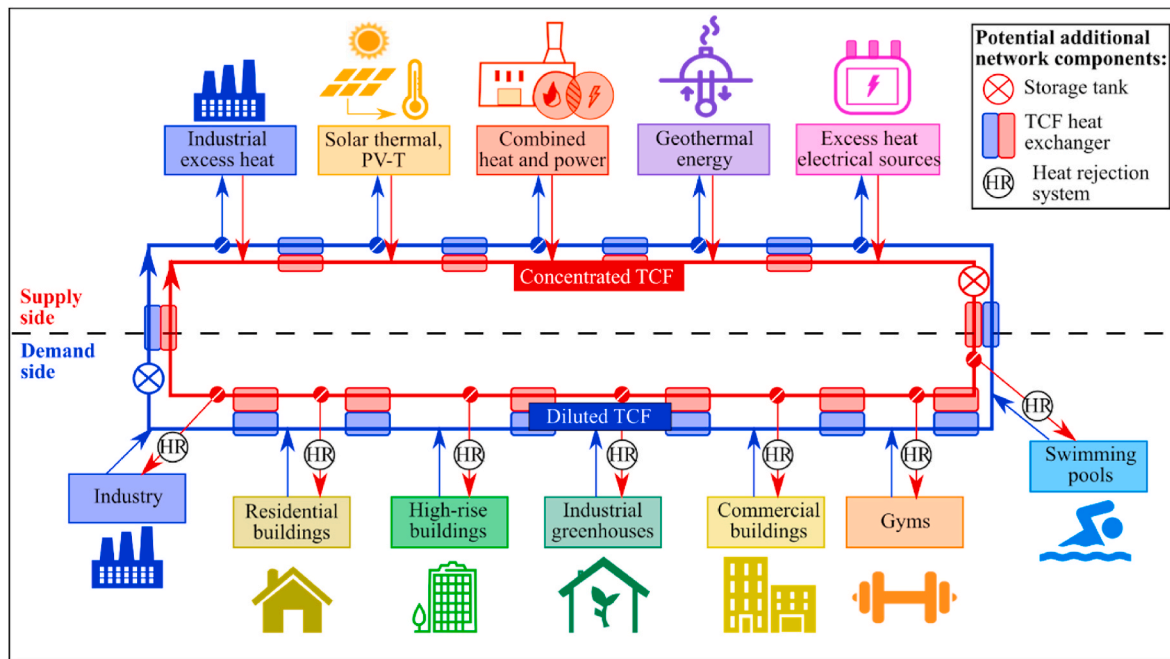 Potential additional
network components:
Storage tank
TCF heat
exchanger
HR
Heat rejection
system
Industrial
excess heat
Solar thermal,
PV-T
Combined
heat and power
Geothermal
energy
Excess heat
electrical sources
Concentrated TCF
Supply
side
Demand
side
Diluted TCF
HR
HR
HR
HR
HR
HR
HR
Industry
Residential
buildings
High-rise
buildings
Industrial
greenhouses
Commercial
buildings
Gyms
Swimming
pools